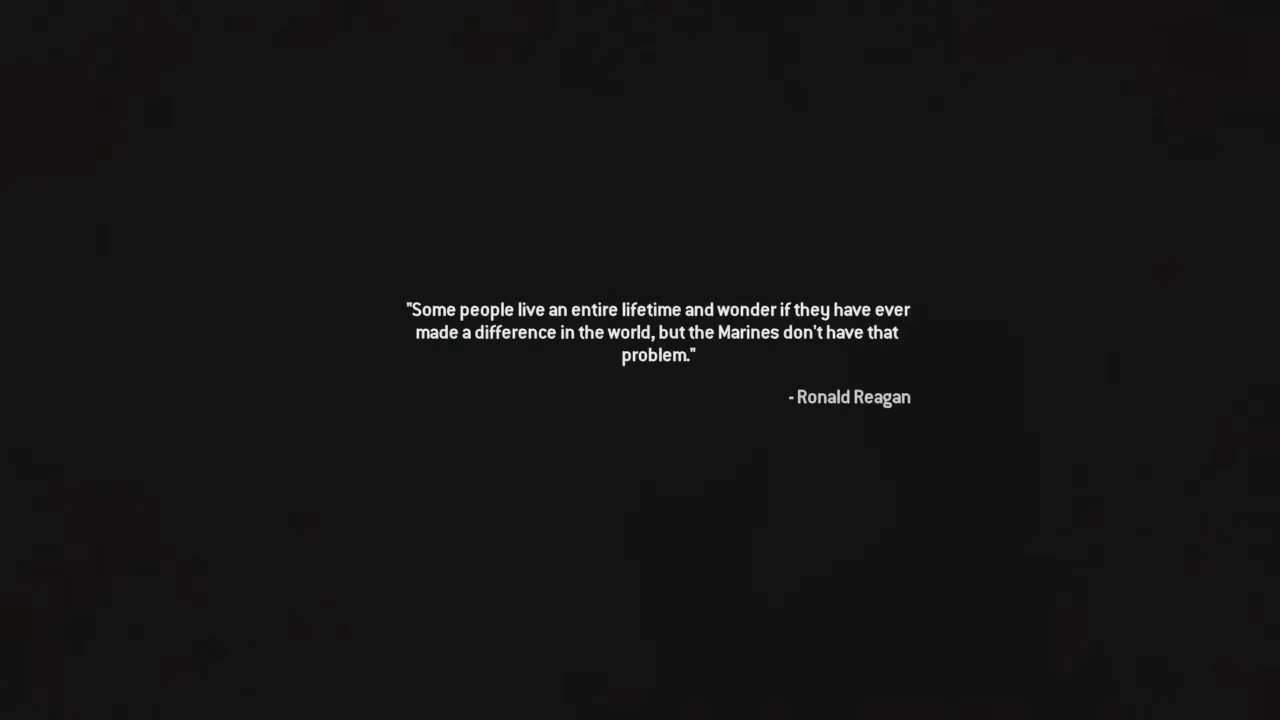 "Some people live an entire lifetime and wonder if they have ever
made a difference in the world, but the Marines don't have that
problem."
- Ronald Reagan